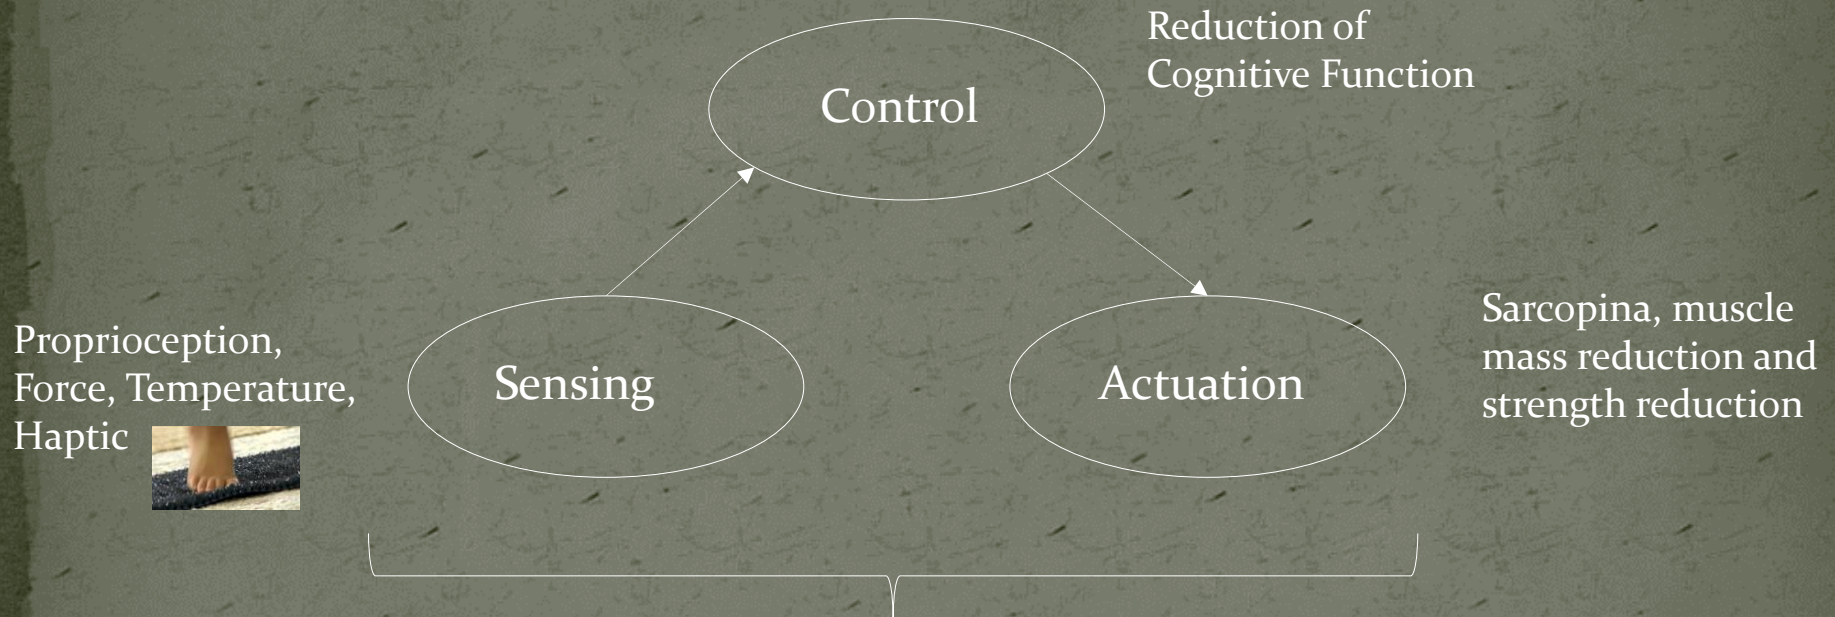 Reduction of
Cognitive Function
Control
Proprioception,
Force, Temperature,
Haptic
Sensing
Actuation
Sarcopina, muscle
mass reduction and
strength reduction